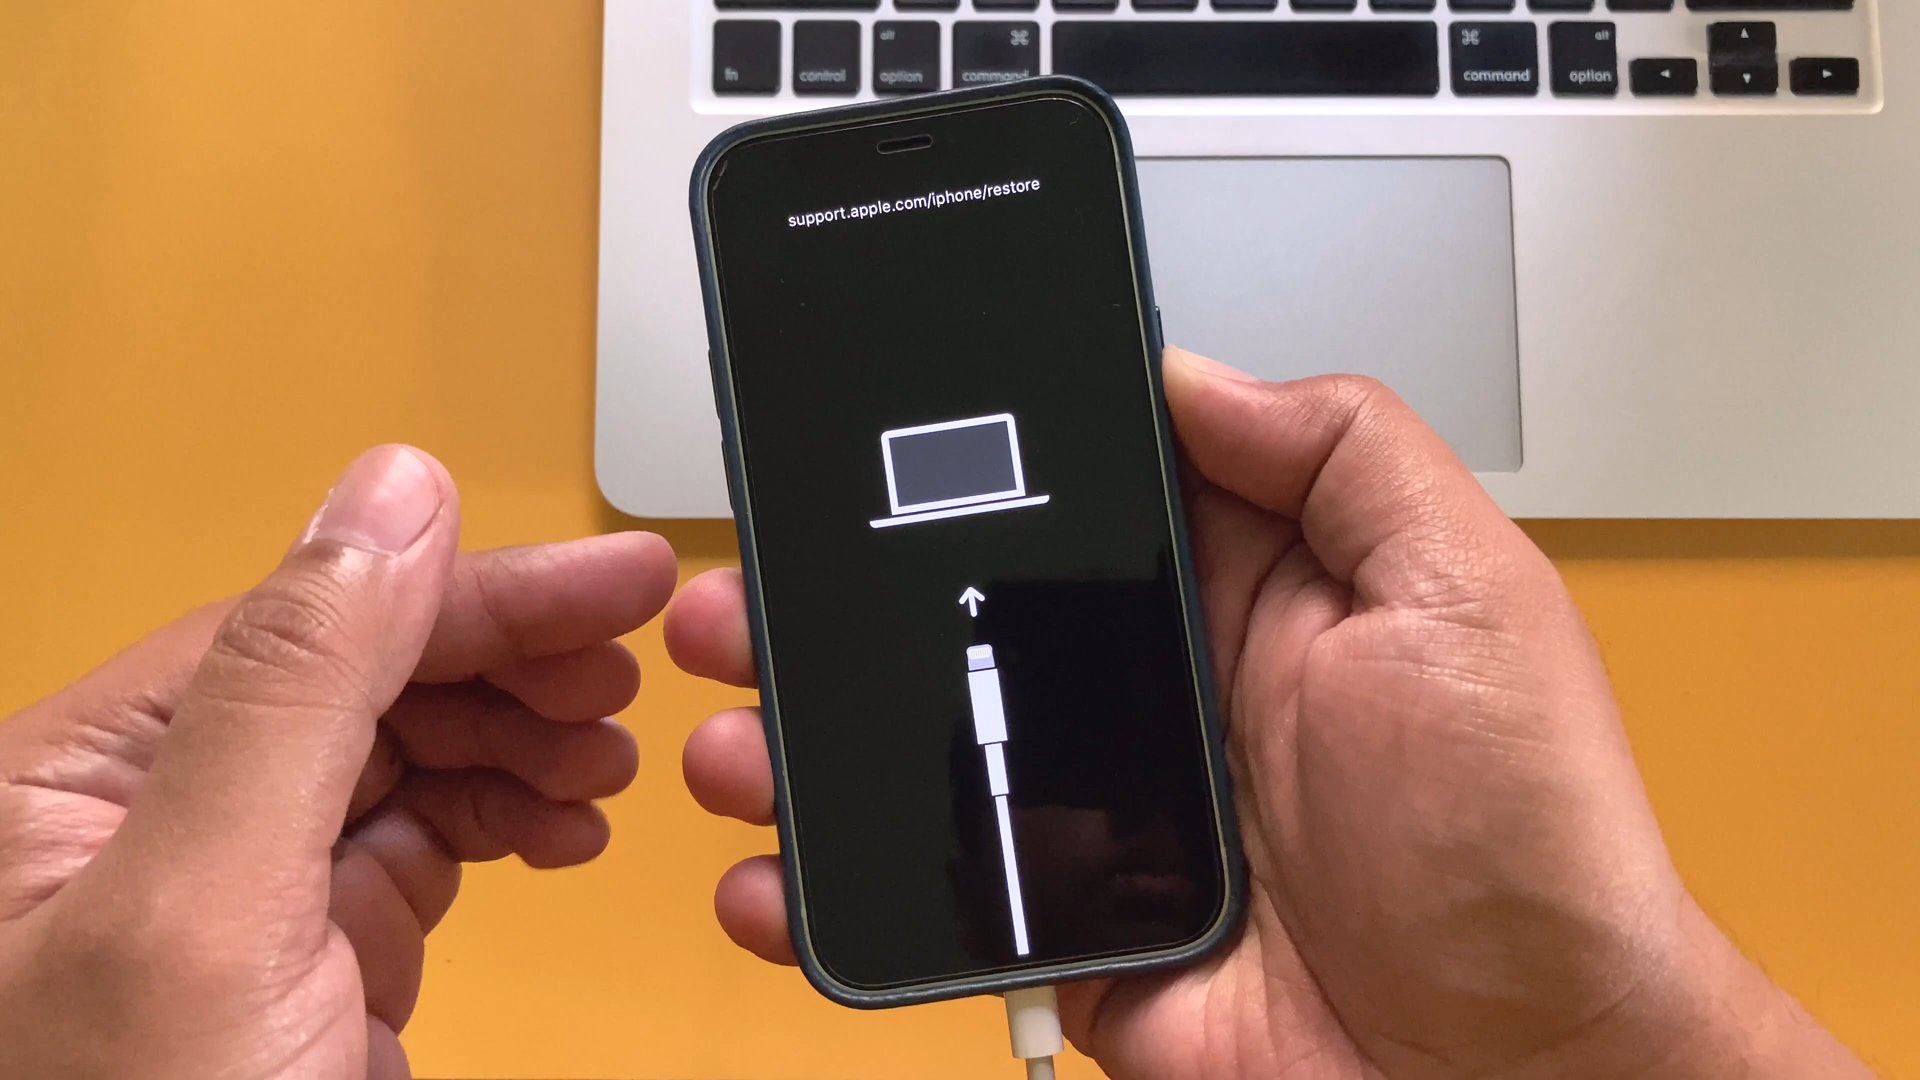 alt ⌘ ⌘ alt
fn control option command command option
support.apple.com/iphone/restore